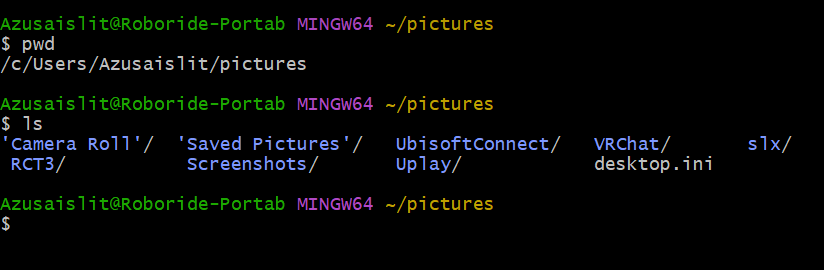 Azusaislit@Roboride-Portab MINGW64 ~/pictures
$ pwd
/c/Users/Azusaislit/pictures
Azusaislit@Roboride-Portab MINGW64 ~/pictures
$ ls
'Camera Roll'/  'Saved Pictures'/   UbisoftConnect/   VRChat/       slx/
 RCT3/           Screenshots/       Uplay/            desktop.ini
Azusaislit@Roboride-Portab MINGW64 ~/pictures
$